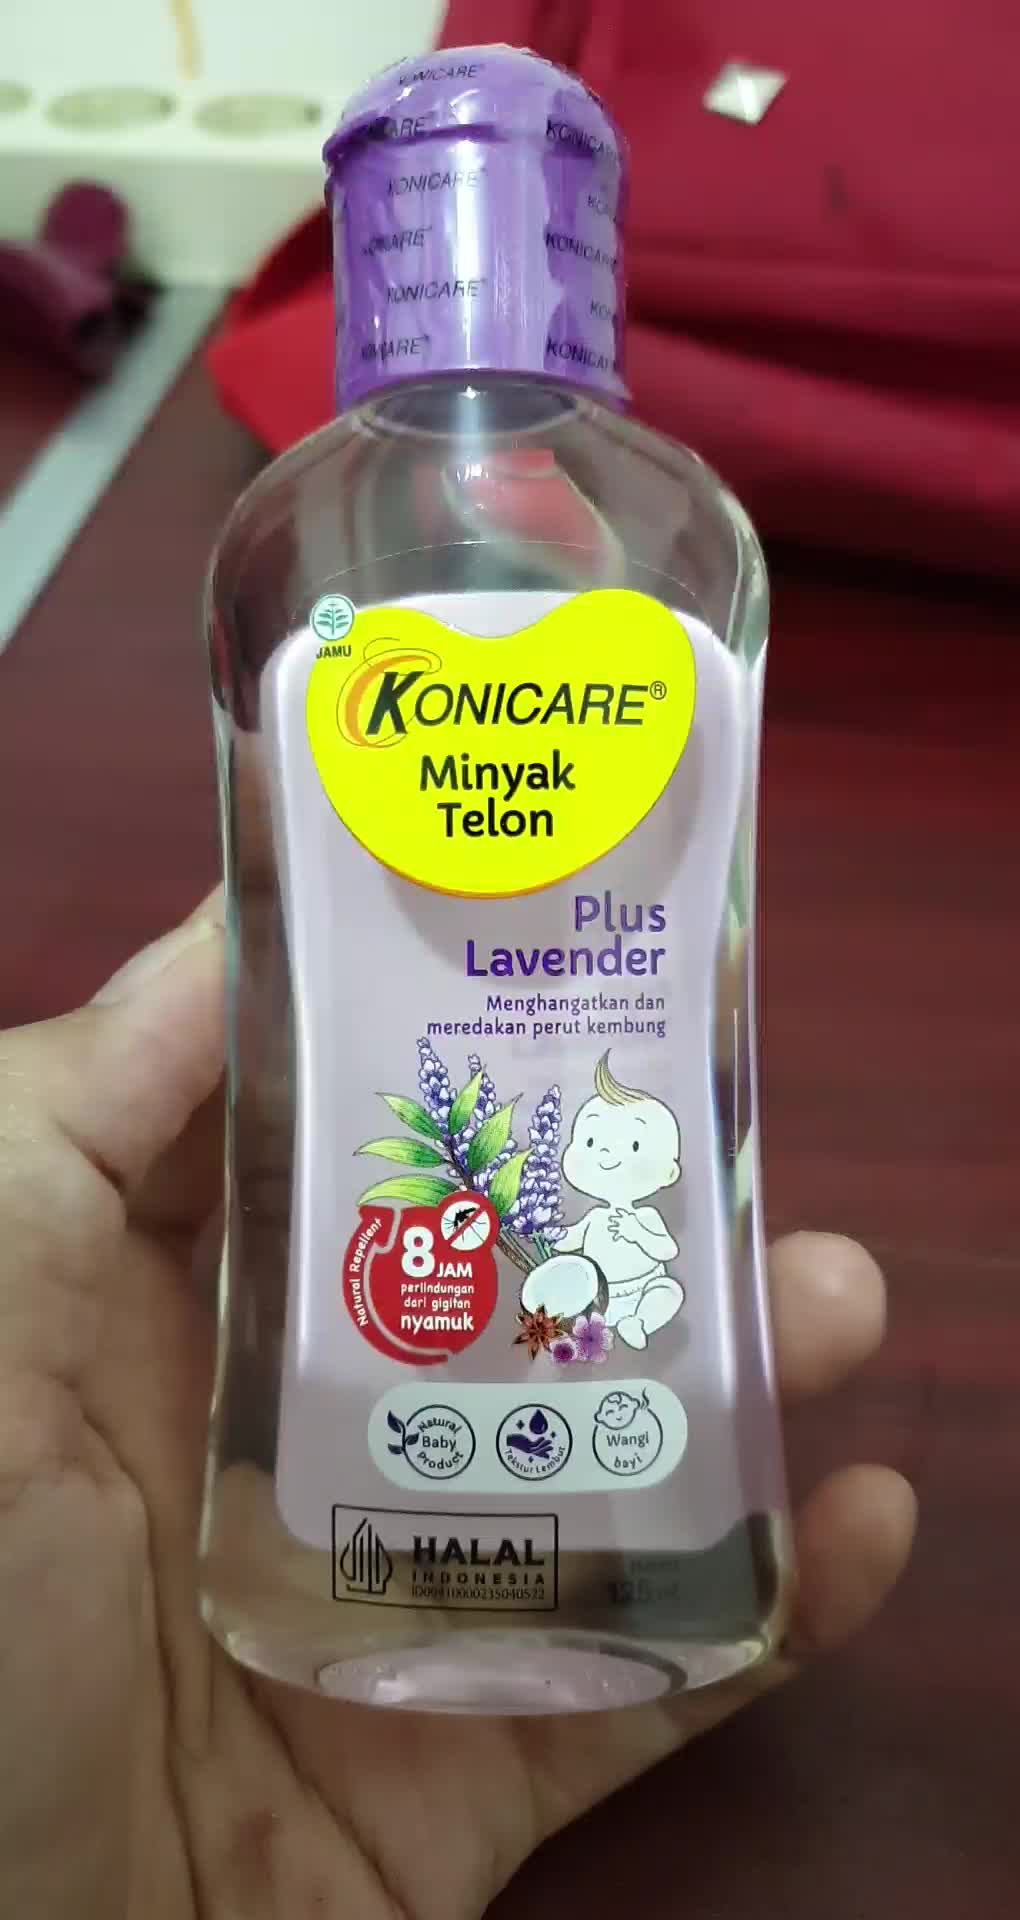 KONICARE
KONICARE
KONICARE
KONICARE
KONICARE
JAMU
KONICARE®
Minyak
Telon
Plus
Lavender
Menghangatkan dan
meredakan perut kembung
Natural Repellent
8 JAM
perlindungan
dari gigitan
nyamuk
Natural
Baby
Product
Tekstur Lembut
Wangi
bayi
HALAL
INDONESIA